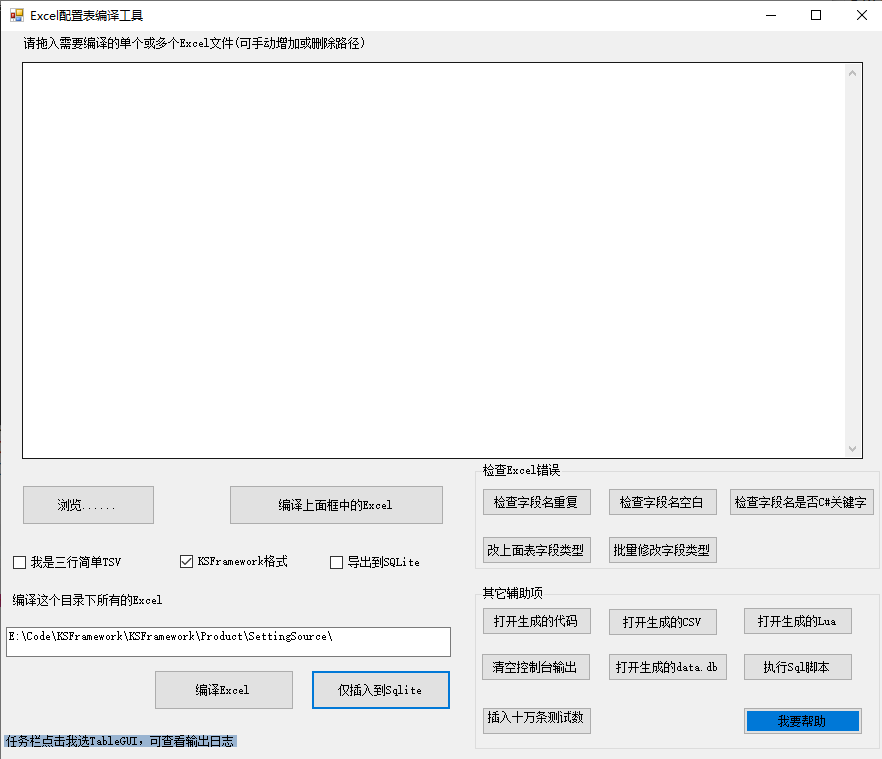 Excel配置表编译工具
请拖入需要编译的单个或多个Excel文件(可手动增加或删除路径)
浏览......
编译上面框中的Excel
我是三行简单TSV
KSFramework格式
导出到SQLite
编译这个目录下所有的Excel
E:\Code\KSFramework\KSFramework\Product\SettingSource\
编译Excel
仅插入到Sqlite
任务栏点击我选TableGUI，可查看输出日志
检查Excel错误
检查字段名重复
检查字段名空白
检查字段名是否C#关键字
改上面表字段类型
批量修改字段类型
其它辅助项
打开生成的代码
打开生成的CSV
打开生成的Lua
清空控制台输出
打开生成的data.db
执行Sql脚本
插入十万条测试数
我要帮助